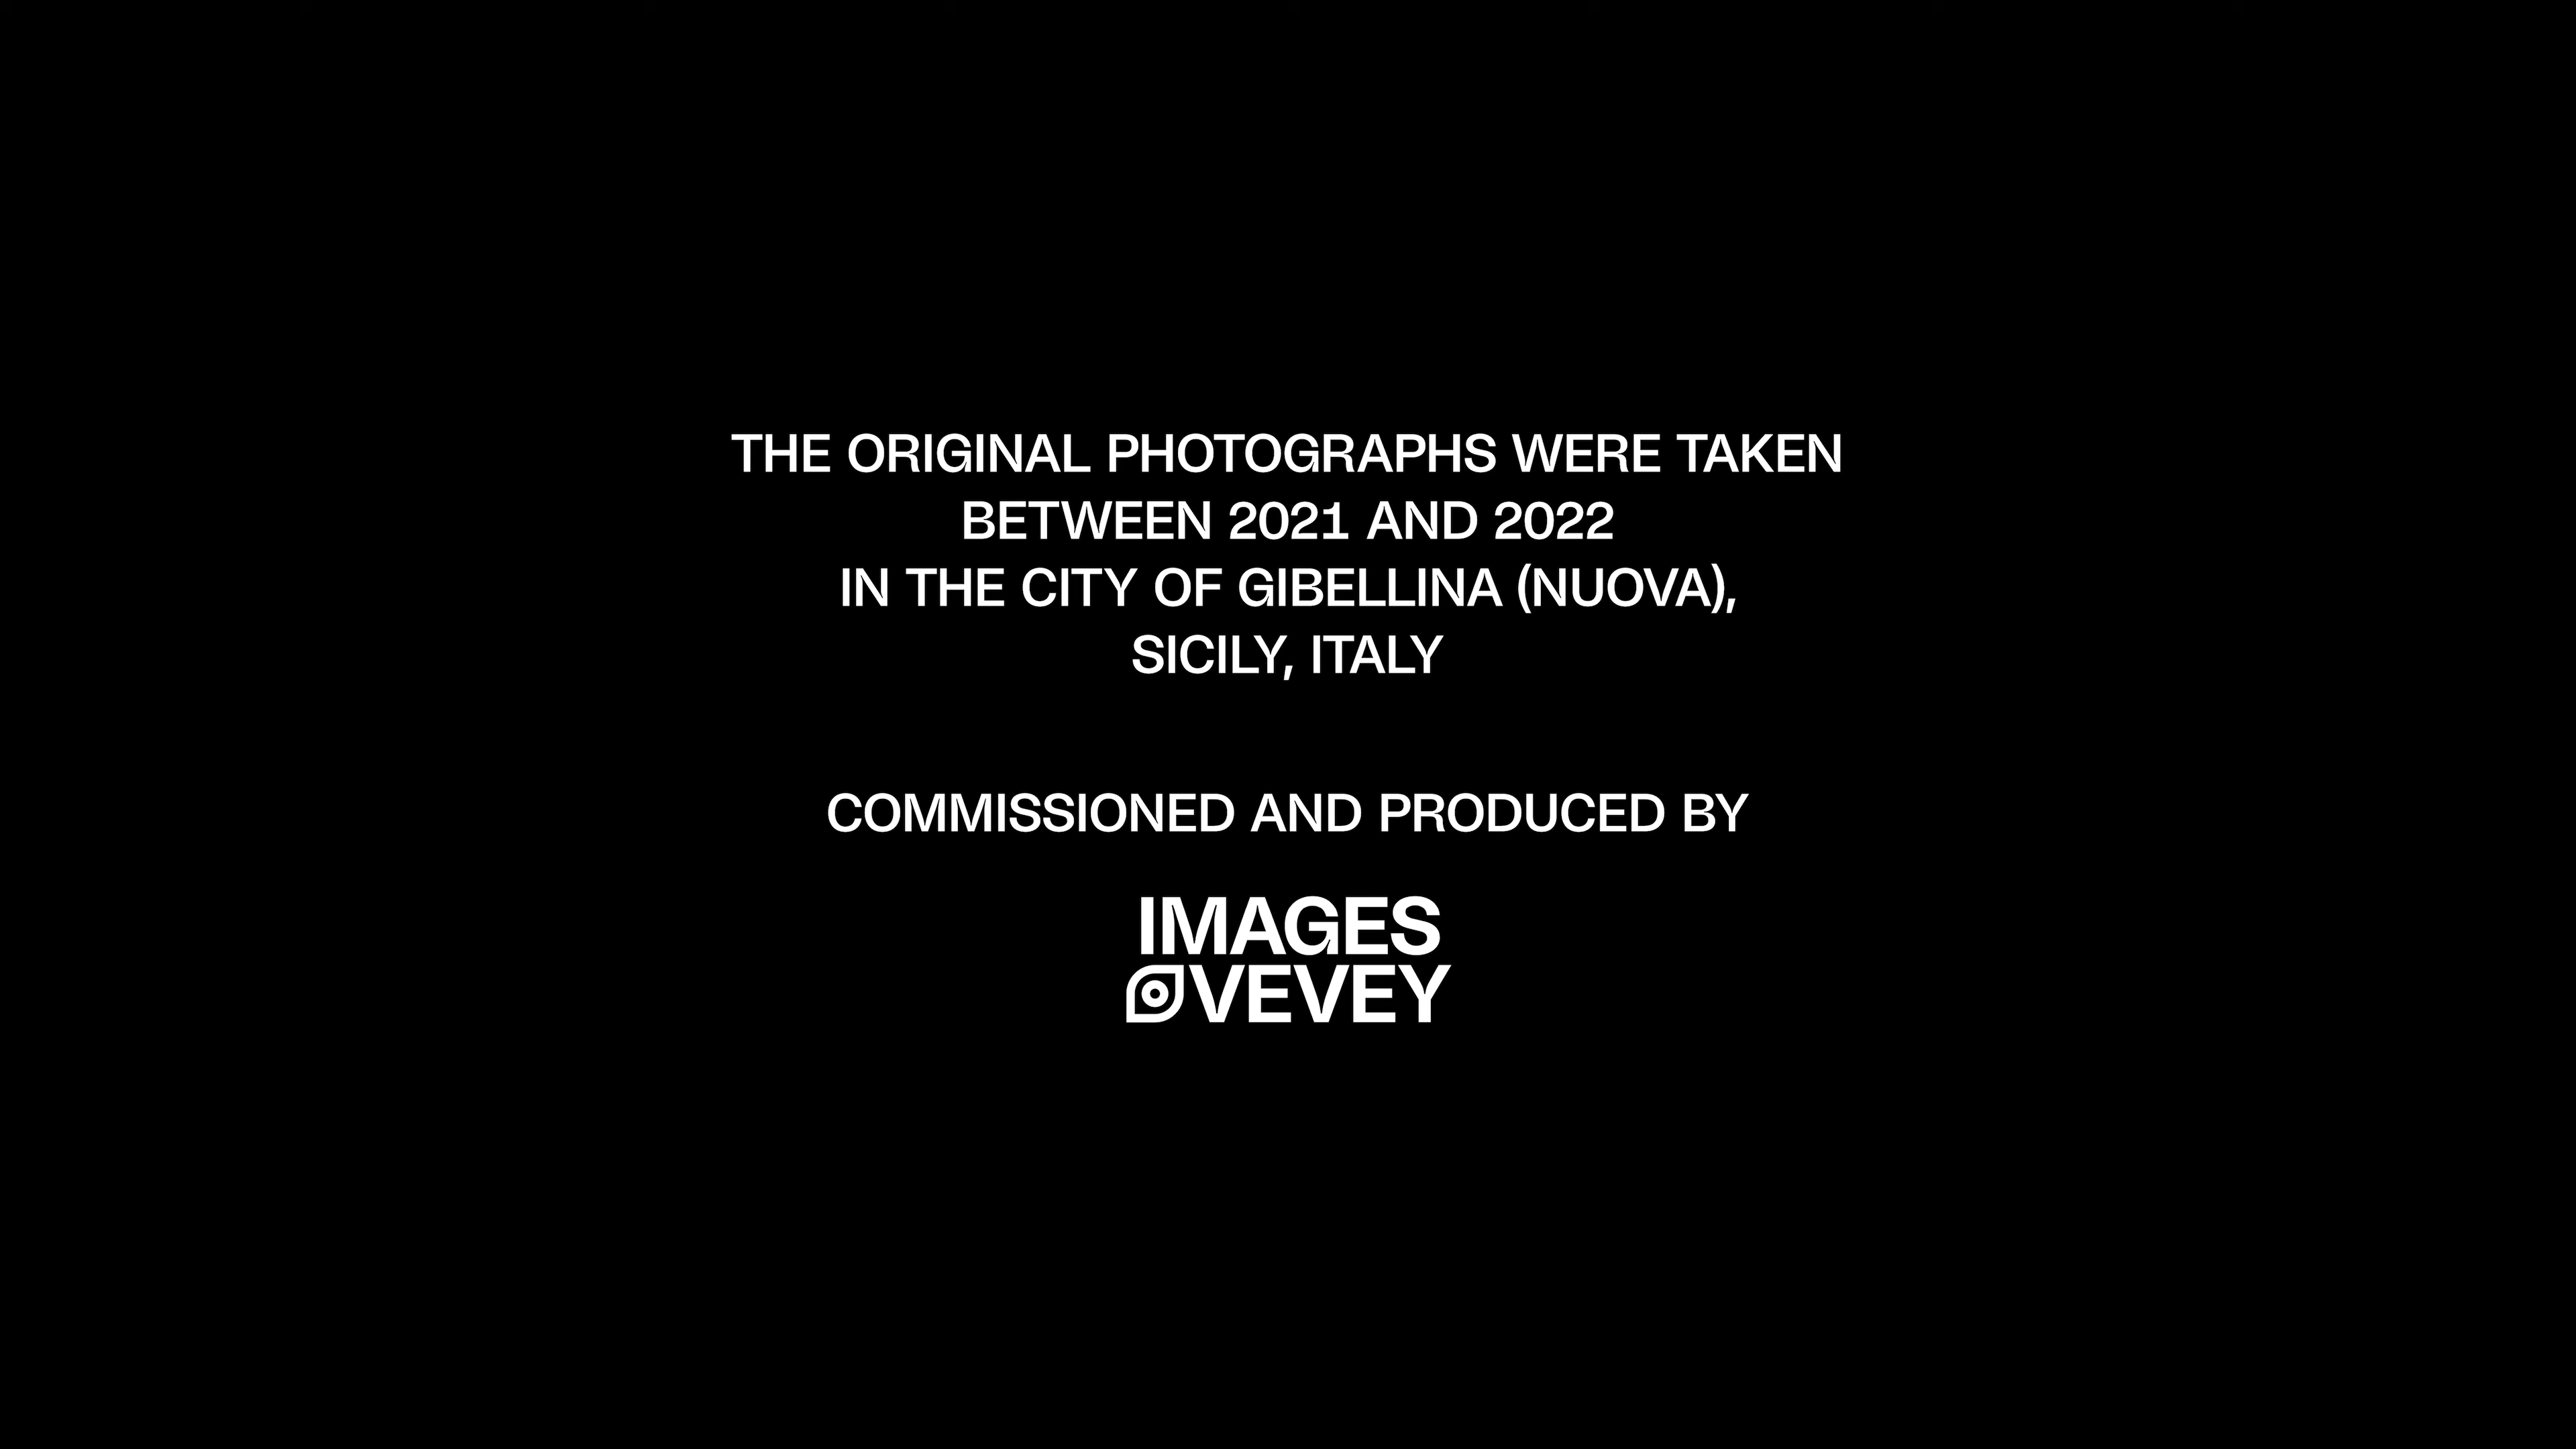 THE ORIGINAL PHOTOGRAPHS WERE TAKEN
BETWEEN 2021 AND 2022
IN THE CITY OF GIBELLINA (NUOVA),
SICILY, ITALY
COMMISSIONED AND PRODUCED BY
IMAGES
VEVEY